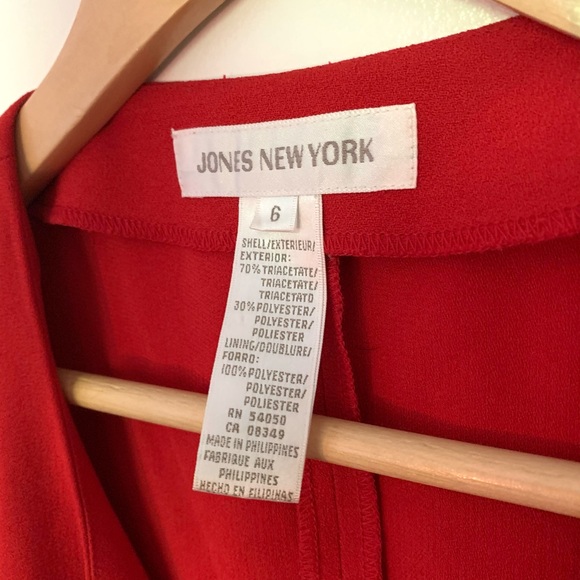 JONES NEW YORK
6
SHELL/EXTERIEUR/
EXTERIOR:
70% TRIACETATE/
TRIACETATE/
TRIACETATO
30% POLYESTER/
POLYESTER/
POLIESTER
LINING/DOUBLURE/
FORRO:
100% POLYESTER/
POLYESTER/
POLIESTER
RN 54050
CA 08349
MADE IN PHILIPPINES
FABRIQUE AUX
PHILIPPINES
HECHO EN FILIPINAS